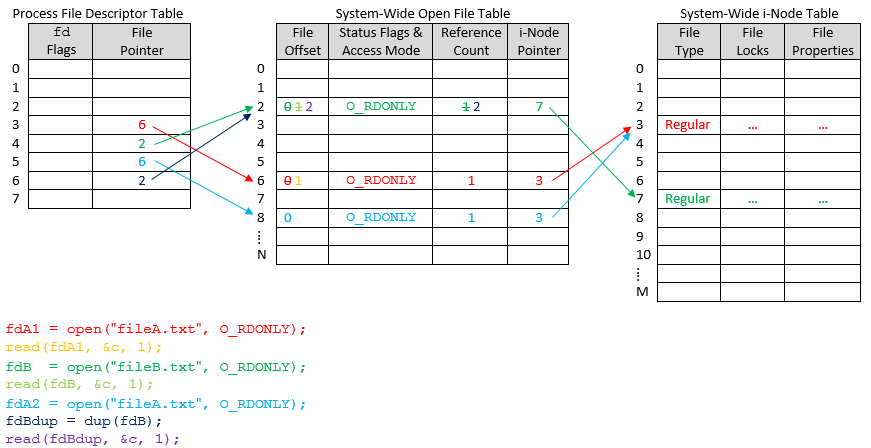 Process File Descriptor Table System-Wide Open File Table System-Wide i-Node Table
fd Flags File Pointer File Offset Status Flags & Access Mode Reference Count i-Node Pointer File Type File Locks File Properties
0 0 0
1 1 1
2 2 0 1 2 O_RDONLY 1 2 7 2
3 6 3 3 Regular ... ...
4 2 4 4
5 6 5 5
6 2 6 0 1 O_RDONLY 1 3 6
7 7 7 Regular ... ...
8 0 O_RDONLY 1 3 8
9
N 10
M
fdA1 = open("fileA.txt", O_RDONLY);
read(fdA1, &c, 1);
fdB = open("fileB.txt", O_RDONLY);
read(fdB, &c, 1);
fdA2 = open("fileA.txt", O_RDONLY);
fdBdup = dup(fdB);
read(fdBdup, &c, 1);